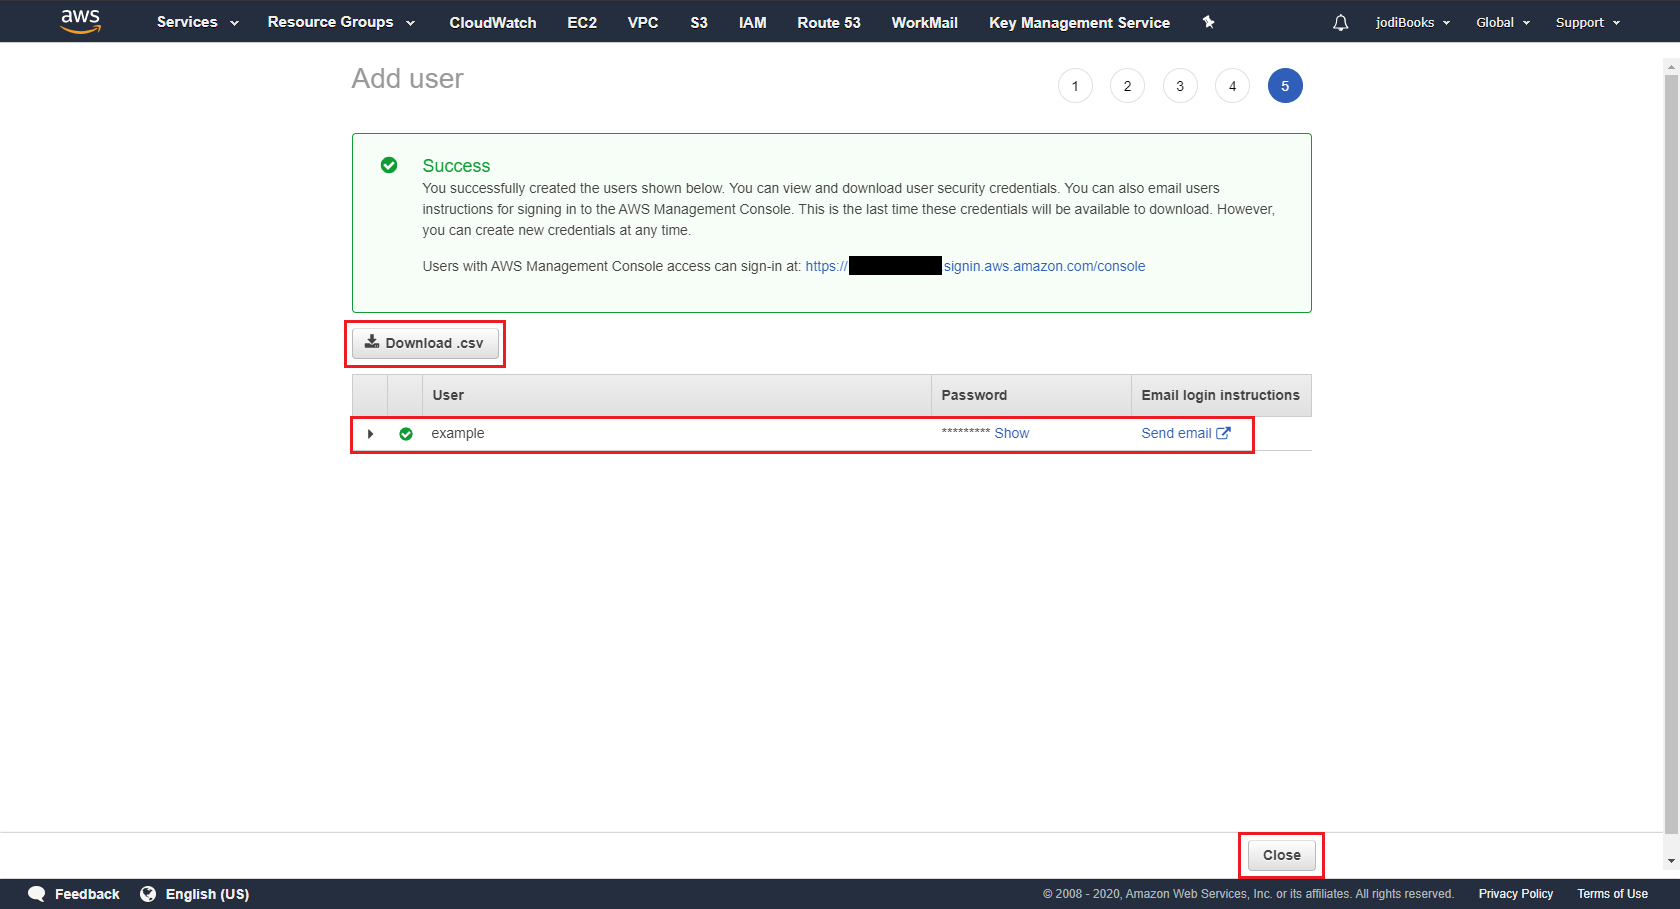 aws Services Resource Groups CloudWatch EC2 VPC S3 IAM Route 53 WorkMail Key Management Service jodiBooks Global Support
Add user 1 2 3 4 5
Success
You successfully created the users shown below. You can view and download user security credentials. You can also email users
instructions for signing in to the AWS Management Console. This is the last time these credentials will be available to download. However,
you can create new credentials at any time.
Users with AWS Management Console access can sign-in at: https:// signin.aws.amazon.com/console
Download .csv
User Password Email login instructions
example ********* Show Send email
Close
Feedback English (US) © 2008 - 2020, Amazon Web Services, Inc. or its affiliates. All rights reserved. Privacy Policy Terms of Use